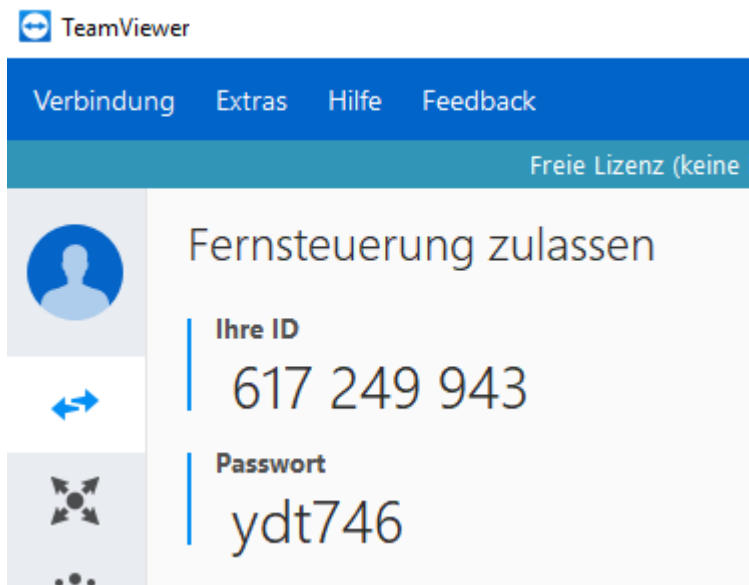 TeamViewer
Verbindung Extras Hilfe Feedback
Freie Lizenz (keine
Fernsteuerung zulassen
Ihre ID
617 249 943
Passwort
ydt746